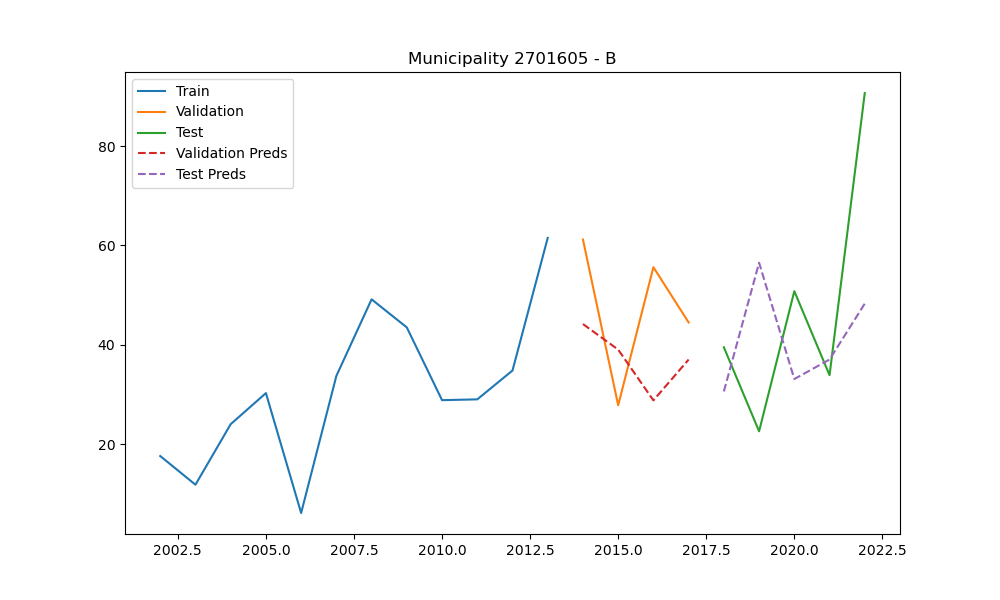 Municipality 2701605 - B
Train
Validation
Test
Validation Preds
Test Preds
80
60
40
20
2002.5 2005.0 2007.5 2010.0 2012.5 2015.0 2017.5 2020.0 2022.5